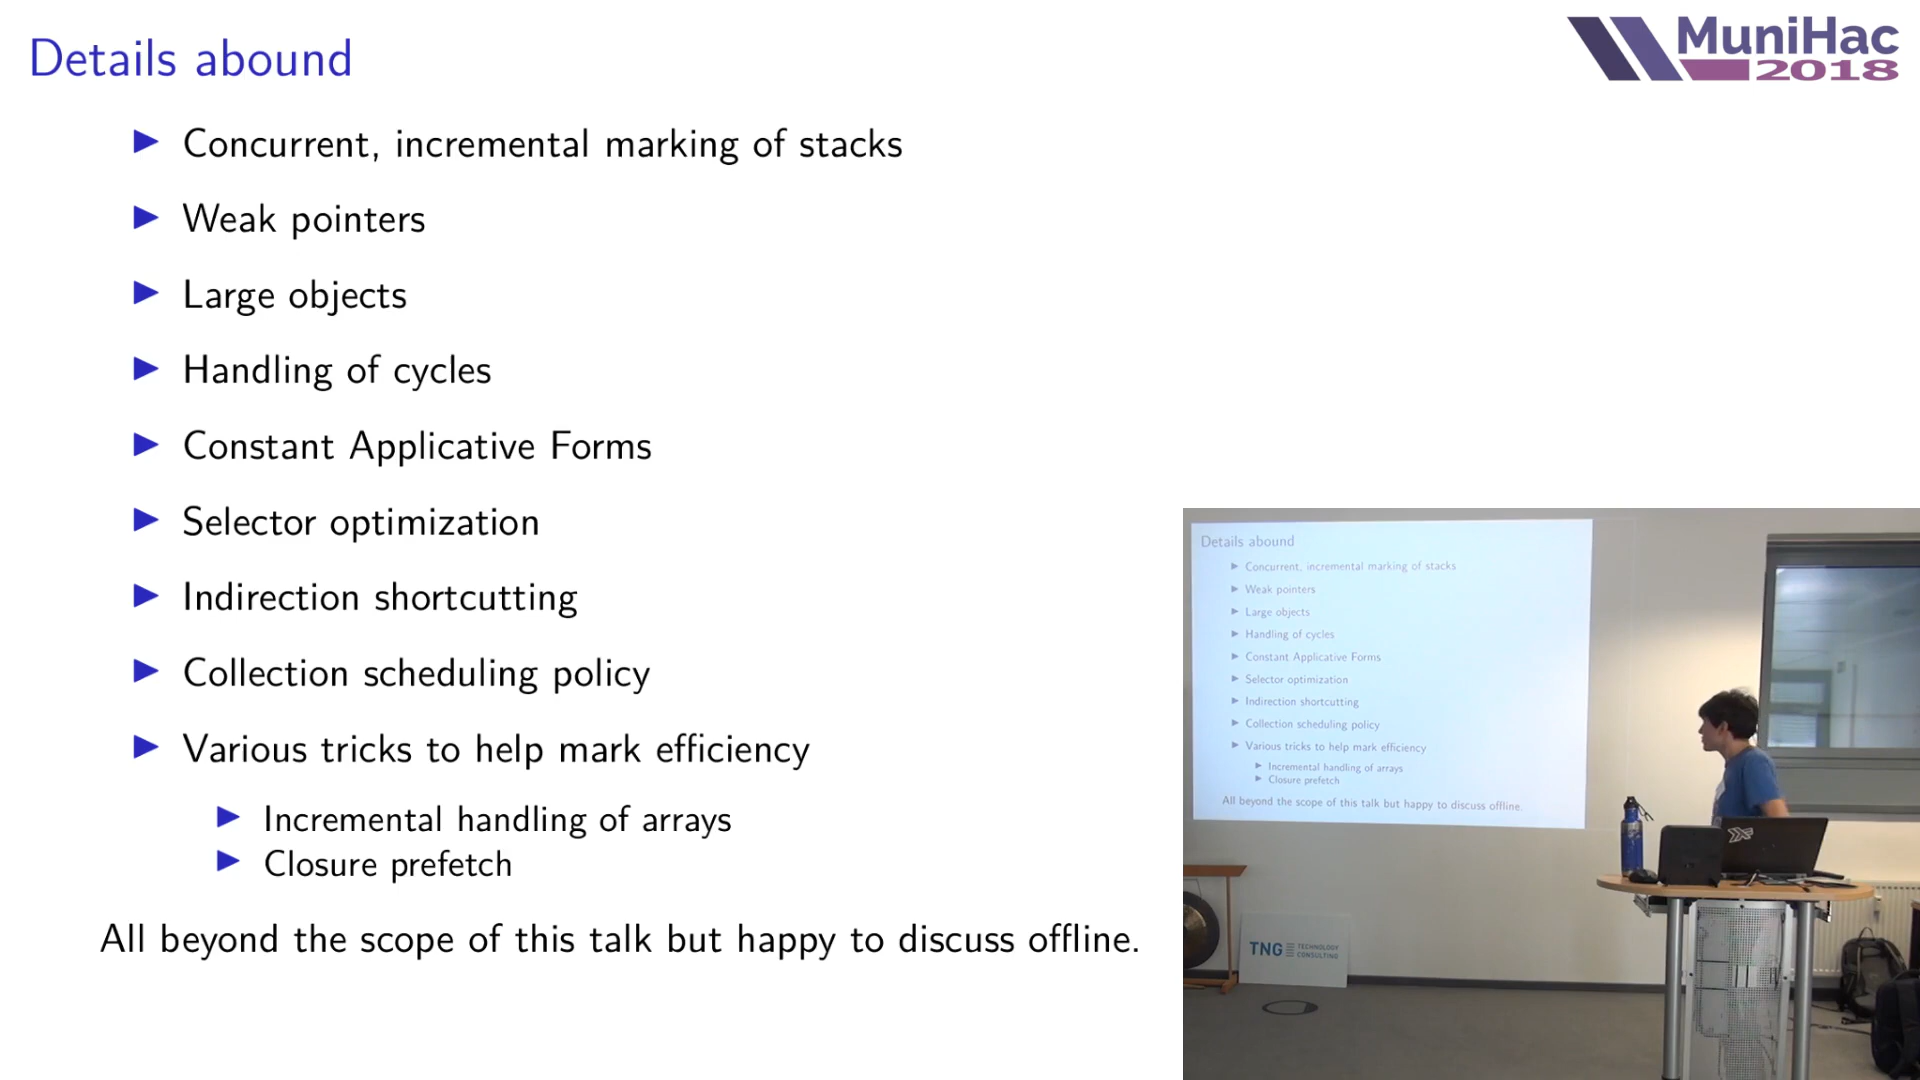 Details abound
MuniHac
2018
Concurrent, incremental marking of stacks
Weak pointers
Large objects
Handling of cycles
Constant Applicative Forms
Selector optimization
Indirection shortcutting
Collection scheduling policy
Various tricks to help mark efficiency
Incremental handling of arrays
Closure prefetch
All beyond the scope of this talk but happy to discuss offline.
Details abound
Concurrent, incremental marking of stacks
Weak pointers
Large objects
Handling of cycles
Constant Applicative Forms
Selector optimization
Indirection shortcutting
Collection scheduling policy
Various tricks to help mark efficiency
Incremental handling of arrays
Closure prefetch
All beyond the scope of this talk but happy to discuss offline.
TNG TECHNOLOGY
CONSULTING